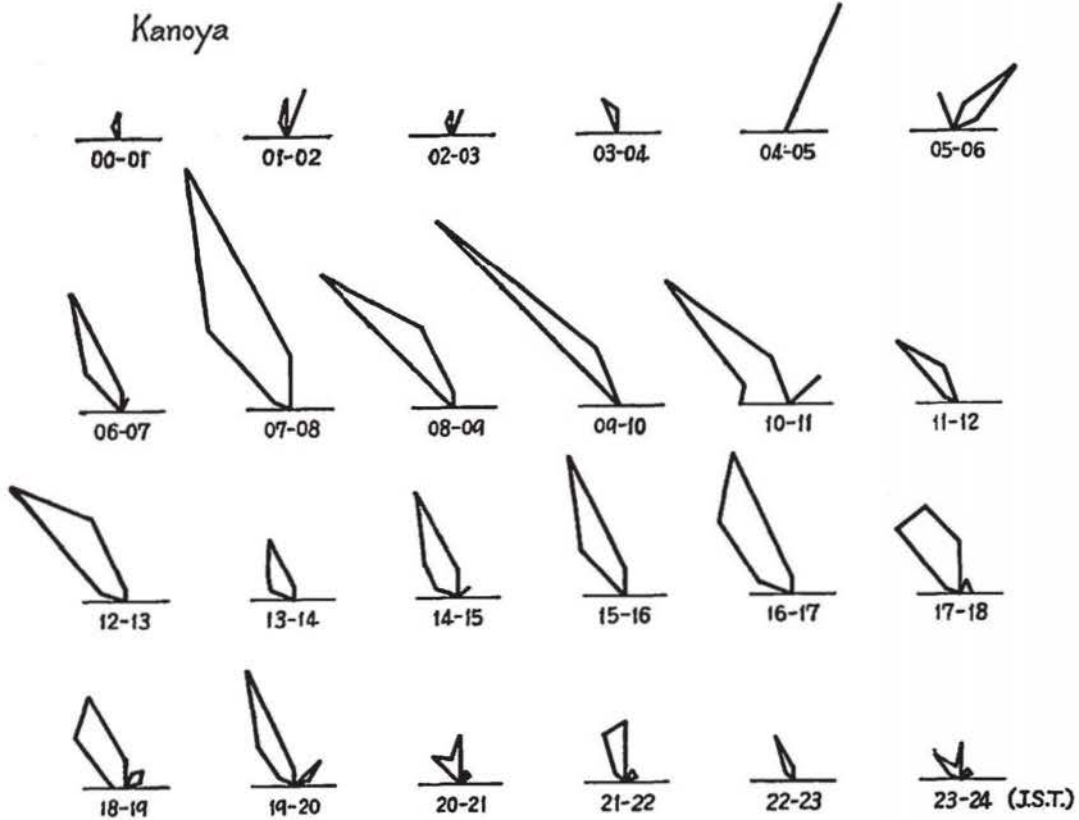 Kanoya
00-01 01-02 02-03 03-04 04-05 05-06
06-07 07-08 08-09 09-10 10-11 11-12
12-13 13-14 14-15 15-16 16-17 17-18
18-19 19-20 20-21 21-22 22-23 23-24 (J.S.T.)